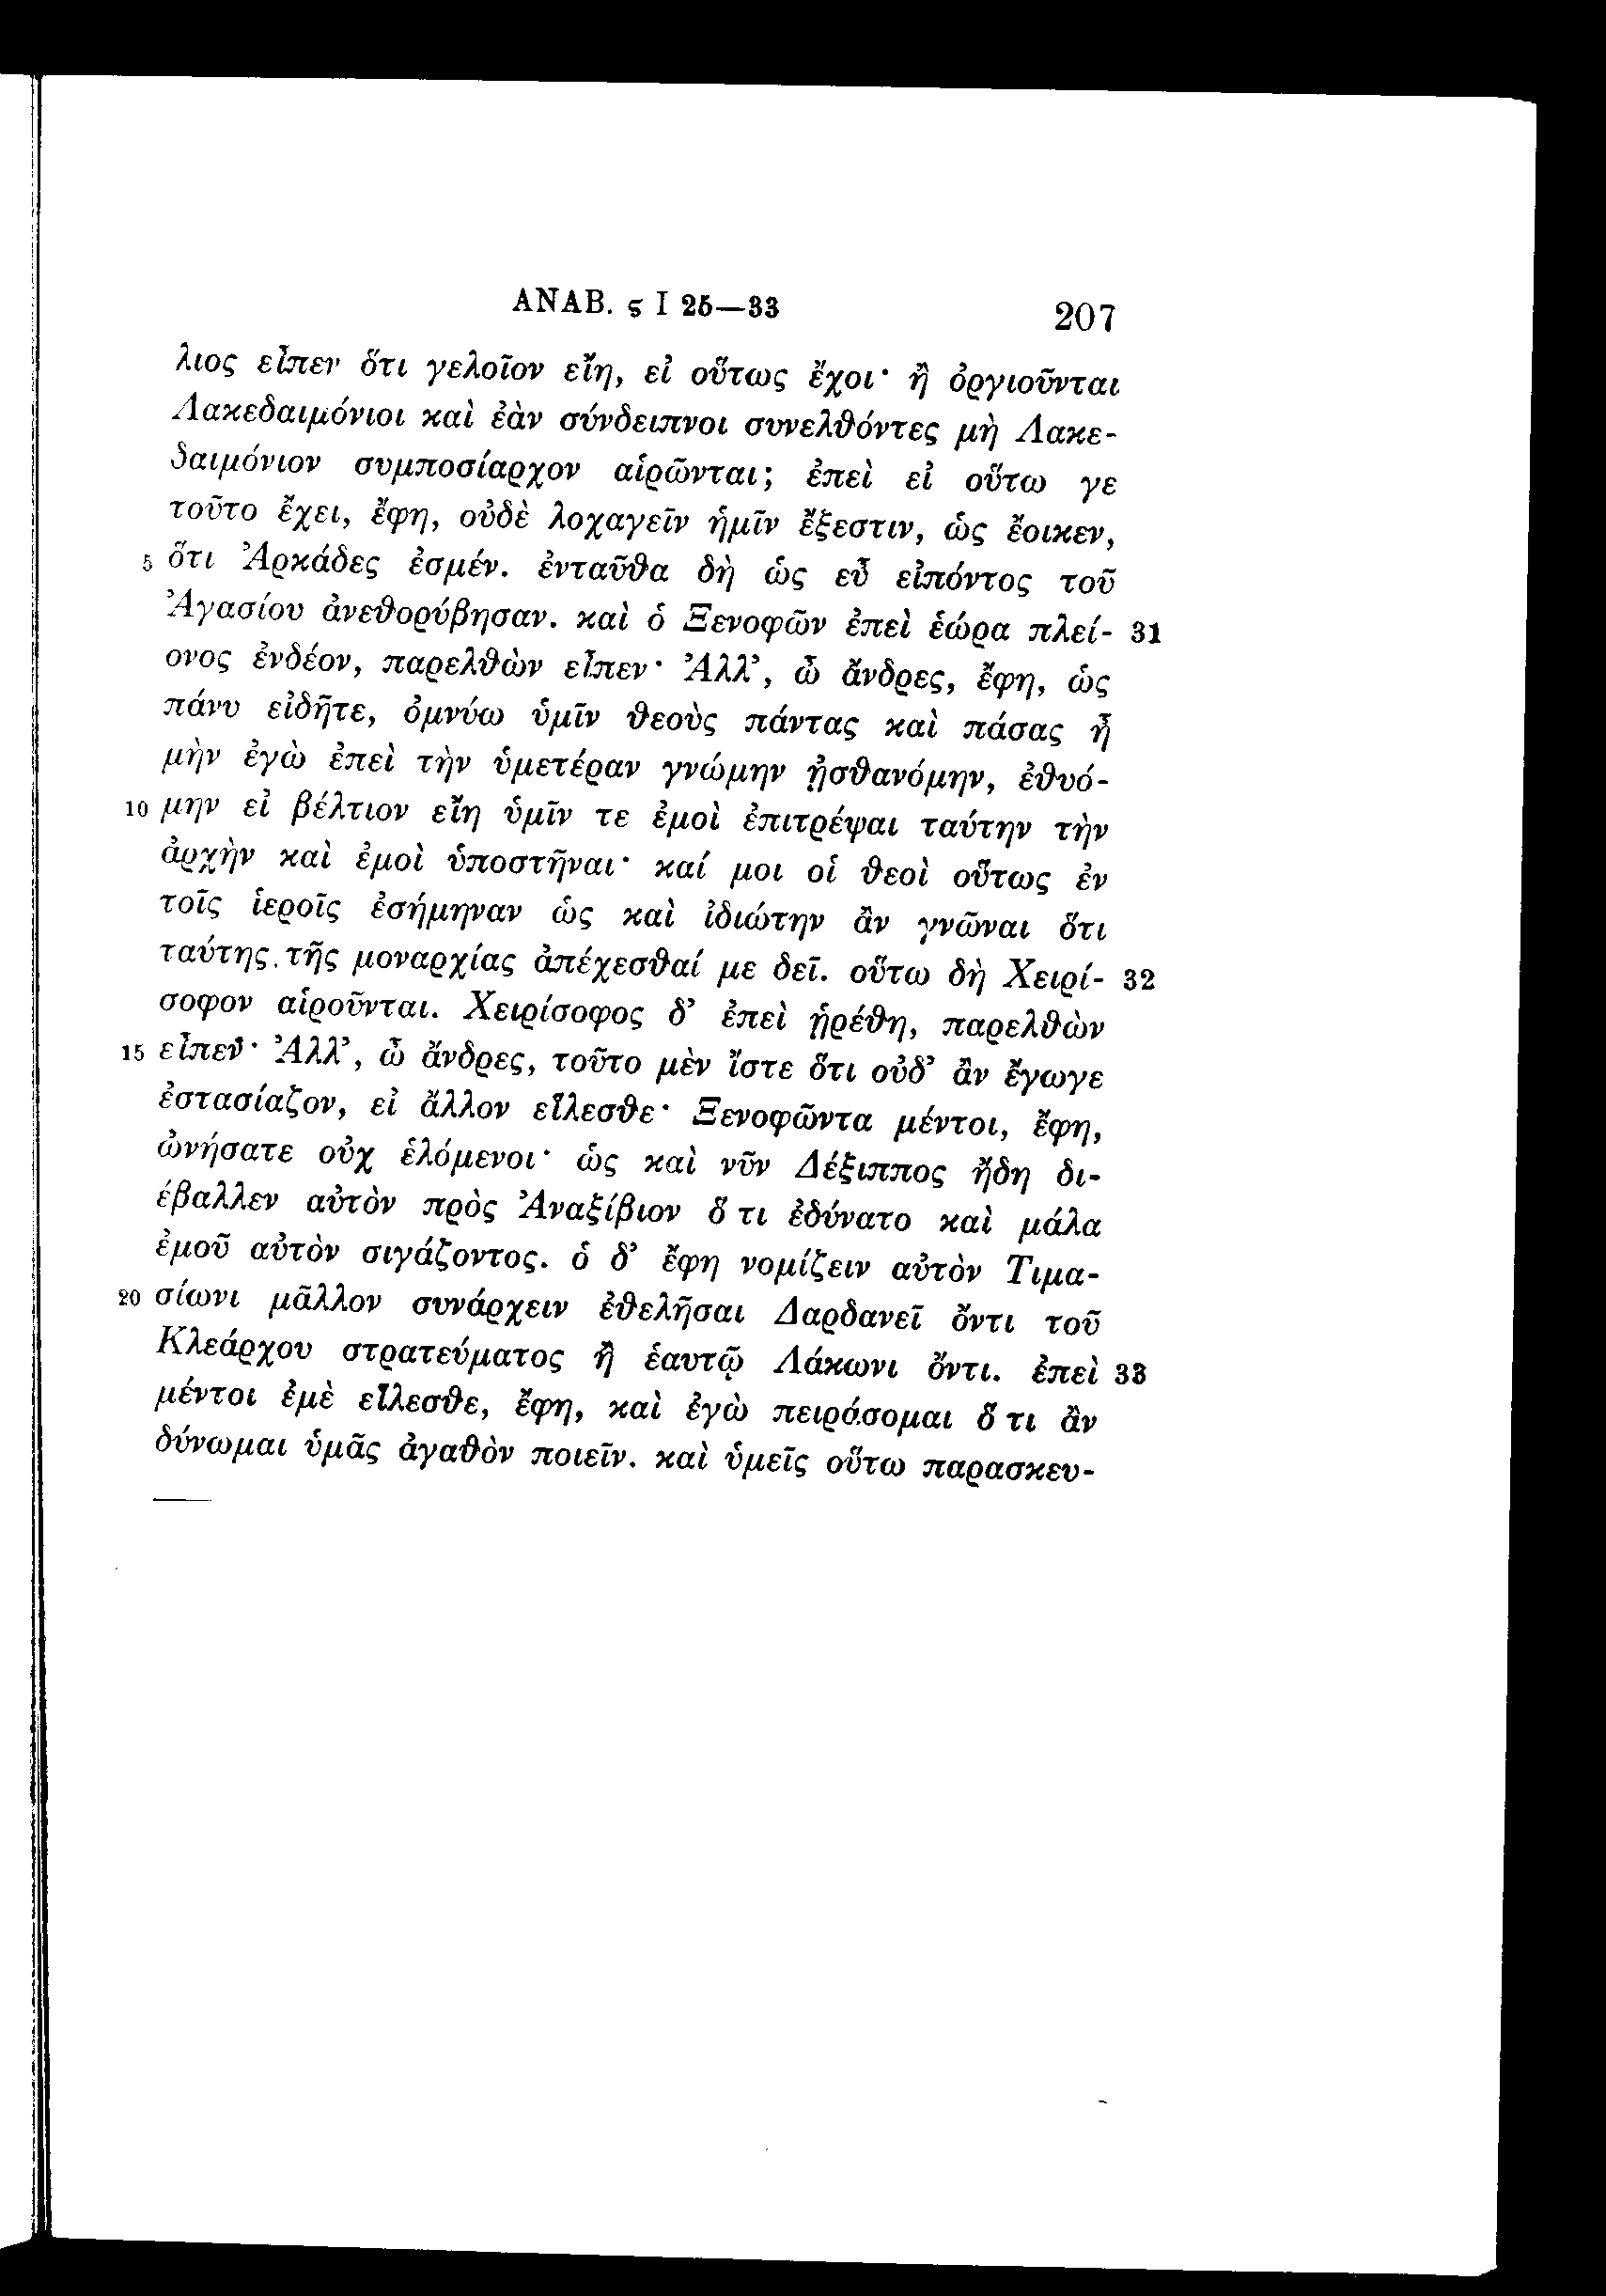 ΑΝΑΒ. ς Ι 25—33 207
λιος εἶπεν ὅτι γελοῖον εἴη, εἰ οὕτως ἔχοι· ἢ ὀργιοῦνται
Λακεδαιμόνιοι καὶ ἐὰν σύνδειπνοι συνελθόντες μὴ Λακε-
δαιμόνιον συμποσίαρχον αἱρῶνται; ἐπεὶ εἰ οὕτω γε
τοῦτο ἔχει, ἔφη, οὐδὲ λοχαγεῖν ἡμῖν ἔξεστιν, ὡς ἔοικεν,
5 ὅτι Ἀρκάδες ἐσμέν. ἐνταῦθα δὴ ὡς εὖ εἰπόντος τοῦ
Ἀγασίου ἀνεθορύβησαν. καὶ ὁ Ξενοφῶν ἐπεὶ ἑώρα πλεί- 31
ονος ἐνδέον, παρελθὼν εἶπεν· Ἀλλ’, ὦ ἄνδρες, ἔφη, ὡς
πάνυ εἰδῆτε, ὀμνύω ὑμῖν θεοὺς πάντας καὶ πάσας ἦ
μὴν ἐγὼ ἐπεὶ τὴν ὑμετέραν γνώμην ᾐσθανόμην, ἐθυό-
10 μην εἰ βέλτιον εἴη ὑμῖν τε ἐμοὶ ἐπιτρέψαι ταύτην τὴν
ἀρχὴν καὶ ἐμοὶ ὑποστῆναι· καί μοι οἱ θεοὶ οὕτως ἐν
τοῖς ἱεροῖς ἐσήμηναν ὡς καὶ ἰδιώτην ἂν γνῶναι ὅτι
ταύτης τῆς μοναρχίας ἀπέχεσθαί με δεῖ. οὕτω δὴ Χειρί- 32
σοφον αἱροῦνται. Χειρίσοφος δ’ ἐπεὶ ᾑρέθη, παρελθὼν
15 εἶπεν· Ἀλλ’, ὦ ἄνδρες, τοῦτο μὲν ἴστε ὅτι οὐδ’ ἂν ἔγωγε
ἐστασίαζον, εἰ ἄλλον εἵλεσθε· Ξενοφῶντα μέντοι, ἔφη,
ὠνήσατε οὐχ ἑλόμενοι· ὡς καὶ νῦν Δέξιππος ἤδη δι-
έβαλλεν αὐτὸν πρὸς Ἀναξίβιον ὅ τι ἐδύνατο καὶ μάλα
ἐμοῦ αὐτὸν σιγάζοντος. ὁ δ’ ἔφη νομίζειν αὐτὸν Τιμα-
20 σίωνι μᾶλλον συνάρχειν ἐθελῆσαι Δαρδανεῖ ὄντι τοῦ
Κλεάρχου στρατεύματος ἢ ἑαυτῷ Λάκωνι ὄντι. ἐπεὶ 33
μέντοι ἐμὲ εἵλεσθε, ἔφη, καὶ ἐγὼ πειράσομαι ὅ τι ἂν
δύνωμαι ὑμᾶς ἀγαθὸν ποιεῖν. καὶ ὑμεῖς οὕτω παρασκευ-